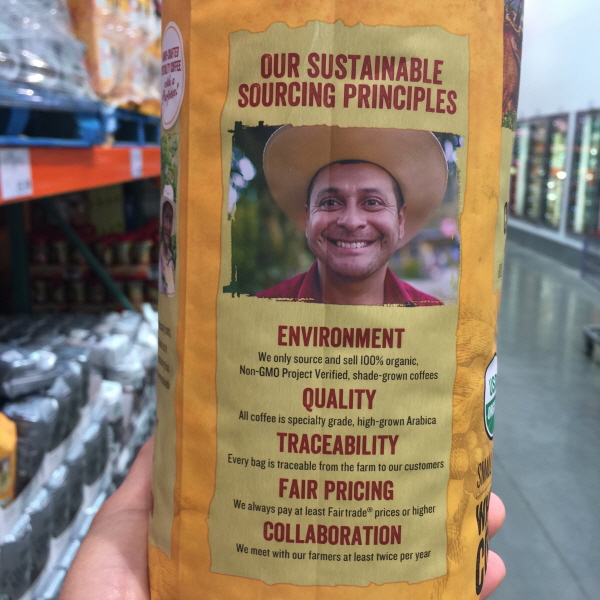 OUR SUSTAINABLE
SOURCING PRINCIPLES
ENVIRONMENT
We only source and sell 100% organic,
Non-GMO Project Verified, shade-grown coffees
QUALITY
All coffee is specialty grade, high-grown Arabica
TRACEABILITY
Every bag is traceable from the farm to our customers
FAIR PRICING
We always pay at least Fairtrade® prices or higher
COLLABORATION
We meet with our farmers at least twice per year